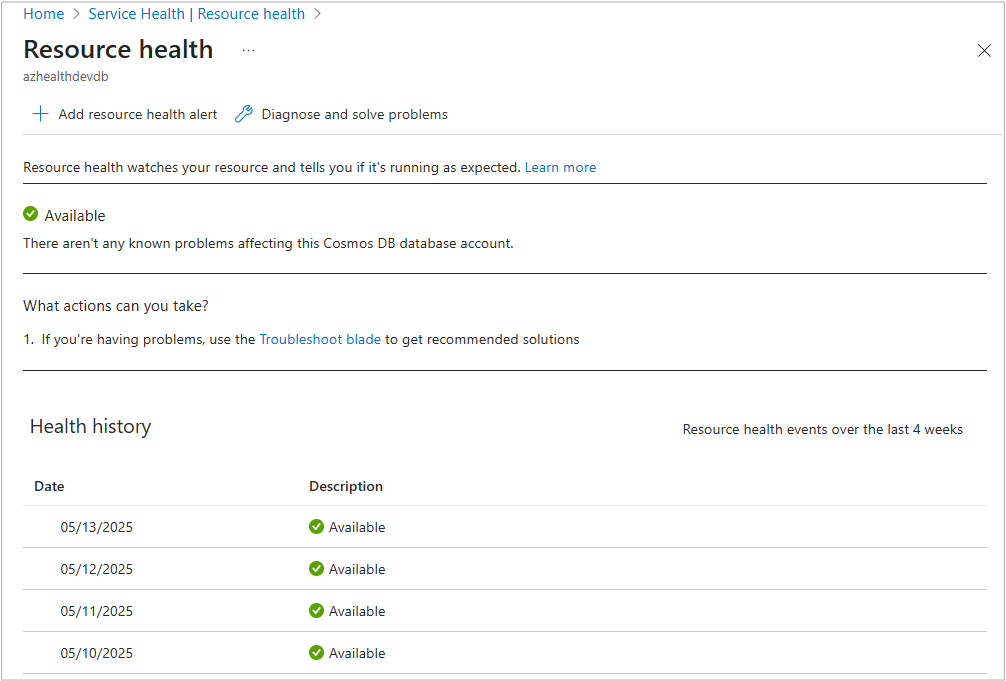 Home > Service Health | Resource health >
Resource health ...
azhealthdevdb
Add resource health alert Diagnose and solve problems
Resource health watches your resource and tells you if it's running as expected. Learn more
Available
There aren't any known problems affecting this Cosmos DB database account.
What actions can you take?
1. If you're having problems, use the Troubleshoot blade to get recommended solutions
Health history Resource health events over the last 4 weeks
Date Description
05/13/2025 Available
05/12/2025 Available
05/11/2025 Available
05/10/2025 Available